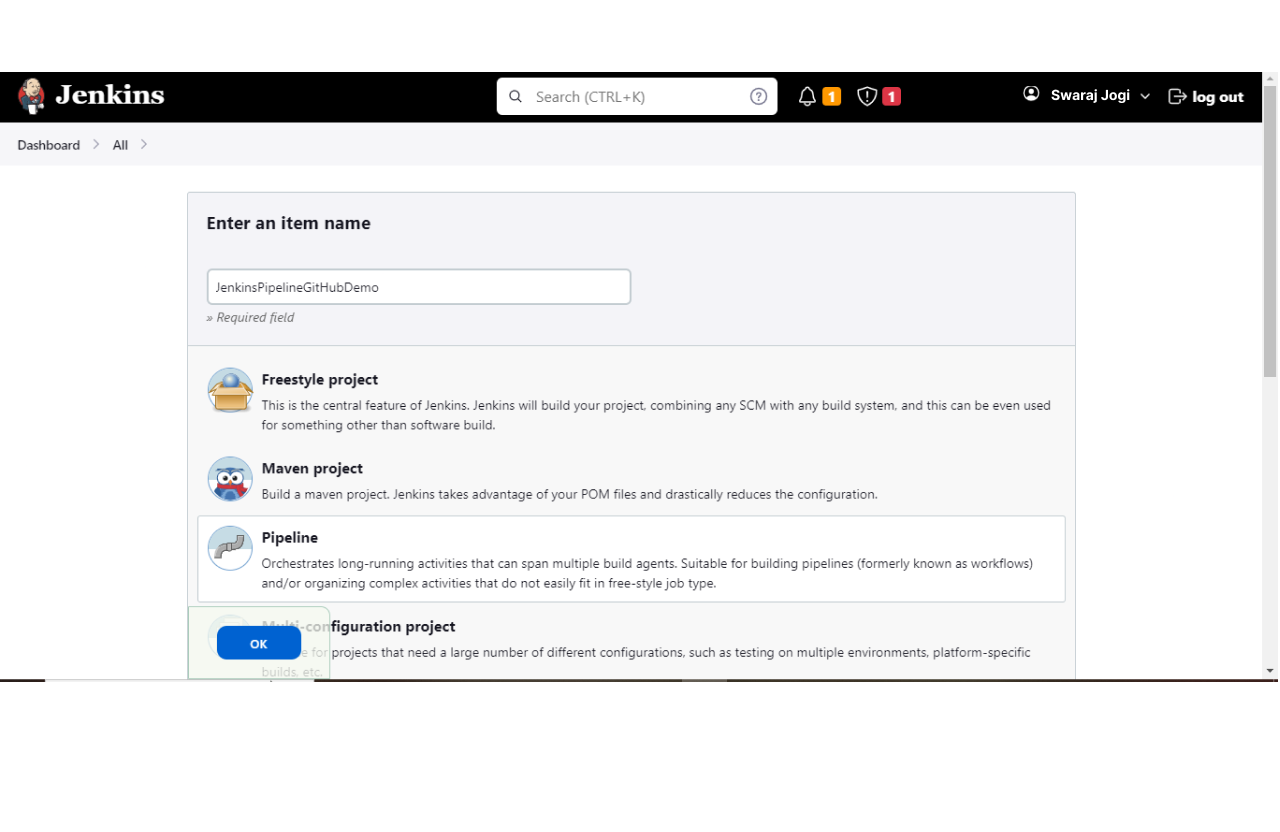 Jenkins
Search (CTRL+K)
1
1
Swaraj Jogi
log out
Dashboard
All
Enter an item name
JenkinsPipelineGitHubDemo
» Required field
Freestyle project
This is the central feature of Jenkins. Jenkins will build your project, combining any SCM with any build system, and this can be even used
for something other than software build.
Maven project
Build a maven project. Jenkins takes advantage of your POM files and drastically reduces the configuration.
Pipeline
Orchestrates long-running activities that can span multiple build agents. Suitable for building pipelines (formerly known as workflows)
and/or organizing complex activities that do not easily fit in free-style job type.
Multi-configuration project
OK
for projects that need a large number of different configurations, such as testing on multiple environments, platform-specific
builds, etc.